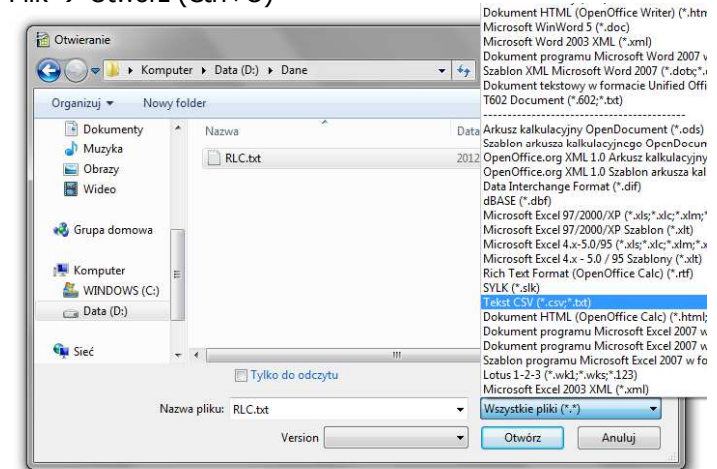 Plik → Otwórz (Ctrl+O)
Otwieranie
Komputer ▸ Data (D:) ▸ Dane
Organizuj
Nowy folder
Dokumenty
Muzyka
Obrazy
Wideo
Grupa domowa
Komputer
WINDOWS (C:)
Data (D:)
Sieć
Nazwa
Data
RLC.txt
2012
Tylko do odczytu
Nazwa pliku: RLC.txt
Version
Dokument HTML (OpenOffice Writer) (*.htm
Microsoft WinWord 5 (*.doc)
Microsoft Word 2003 XML (*.xml)
Dokument programu Microsoft Word 2007 w
Szablon XML Microsoft Word 2007 (*.dotx;*.
Dokument tekstowy w formacie Unified Offi
T602 Document (*.602;*.txt)
--------------------
Arkusz kalkulacyjny OpenDocument (*.ods)
Szablon arkusza kalkulacyjnego OpenDocum
OpenOffice.org XML 1.0 Arkusz kalkulacyjny
OpenOffice.org XML 1.0 Szablon arkusza kal
Data Interchange Format (*.dif)
dBASE (*.dbf)
Microsoft Excel 97/2000/XP (*.xls;*.xlc;*.xlm;*
Microsoft Excel 97/2000/XP Szablon (*.xlt)
Microsoft Excel 4.x-5.0/95 (*.xls;*.xlc;*.xlm;*.x
Microsoft Excel 4.x - 5.0 / 95 Szablony (*.xlt)
Rich Text Format (OpenOffice Calc) (*.rtf)
SYLK (*.slk)
Tekst CSV (*.csv;*.txt)
Dokument HTML (OpenOffice Calc) (*.html;
Dokument programu Microsoft Excel 2007 w
Dokument programu Microsoft Excel 2007 w
Szablon programu Microsoft Excel 2007 w fo
Lotus 1-2-3 (*.wk1;*.wks;*.123)
Microsoft Excel 2003 XML (*.xml)
Wszystkie pliki (*.*)
Otwórz
Anuluj